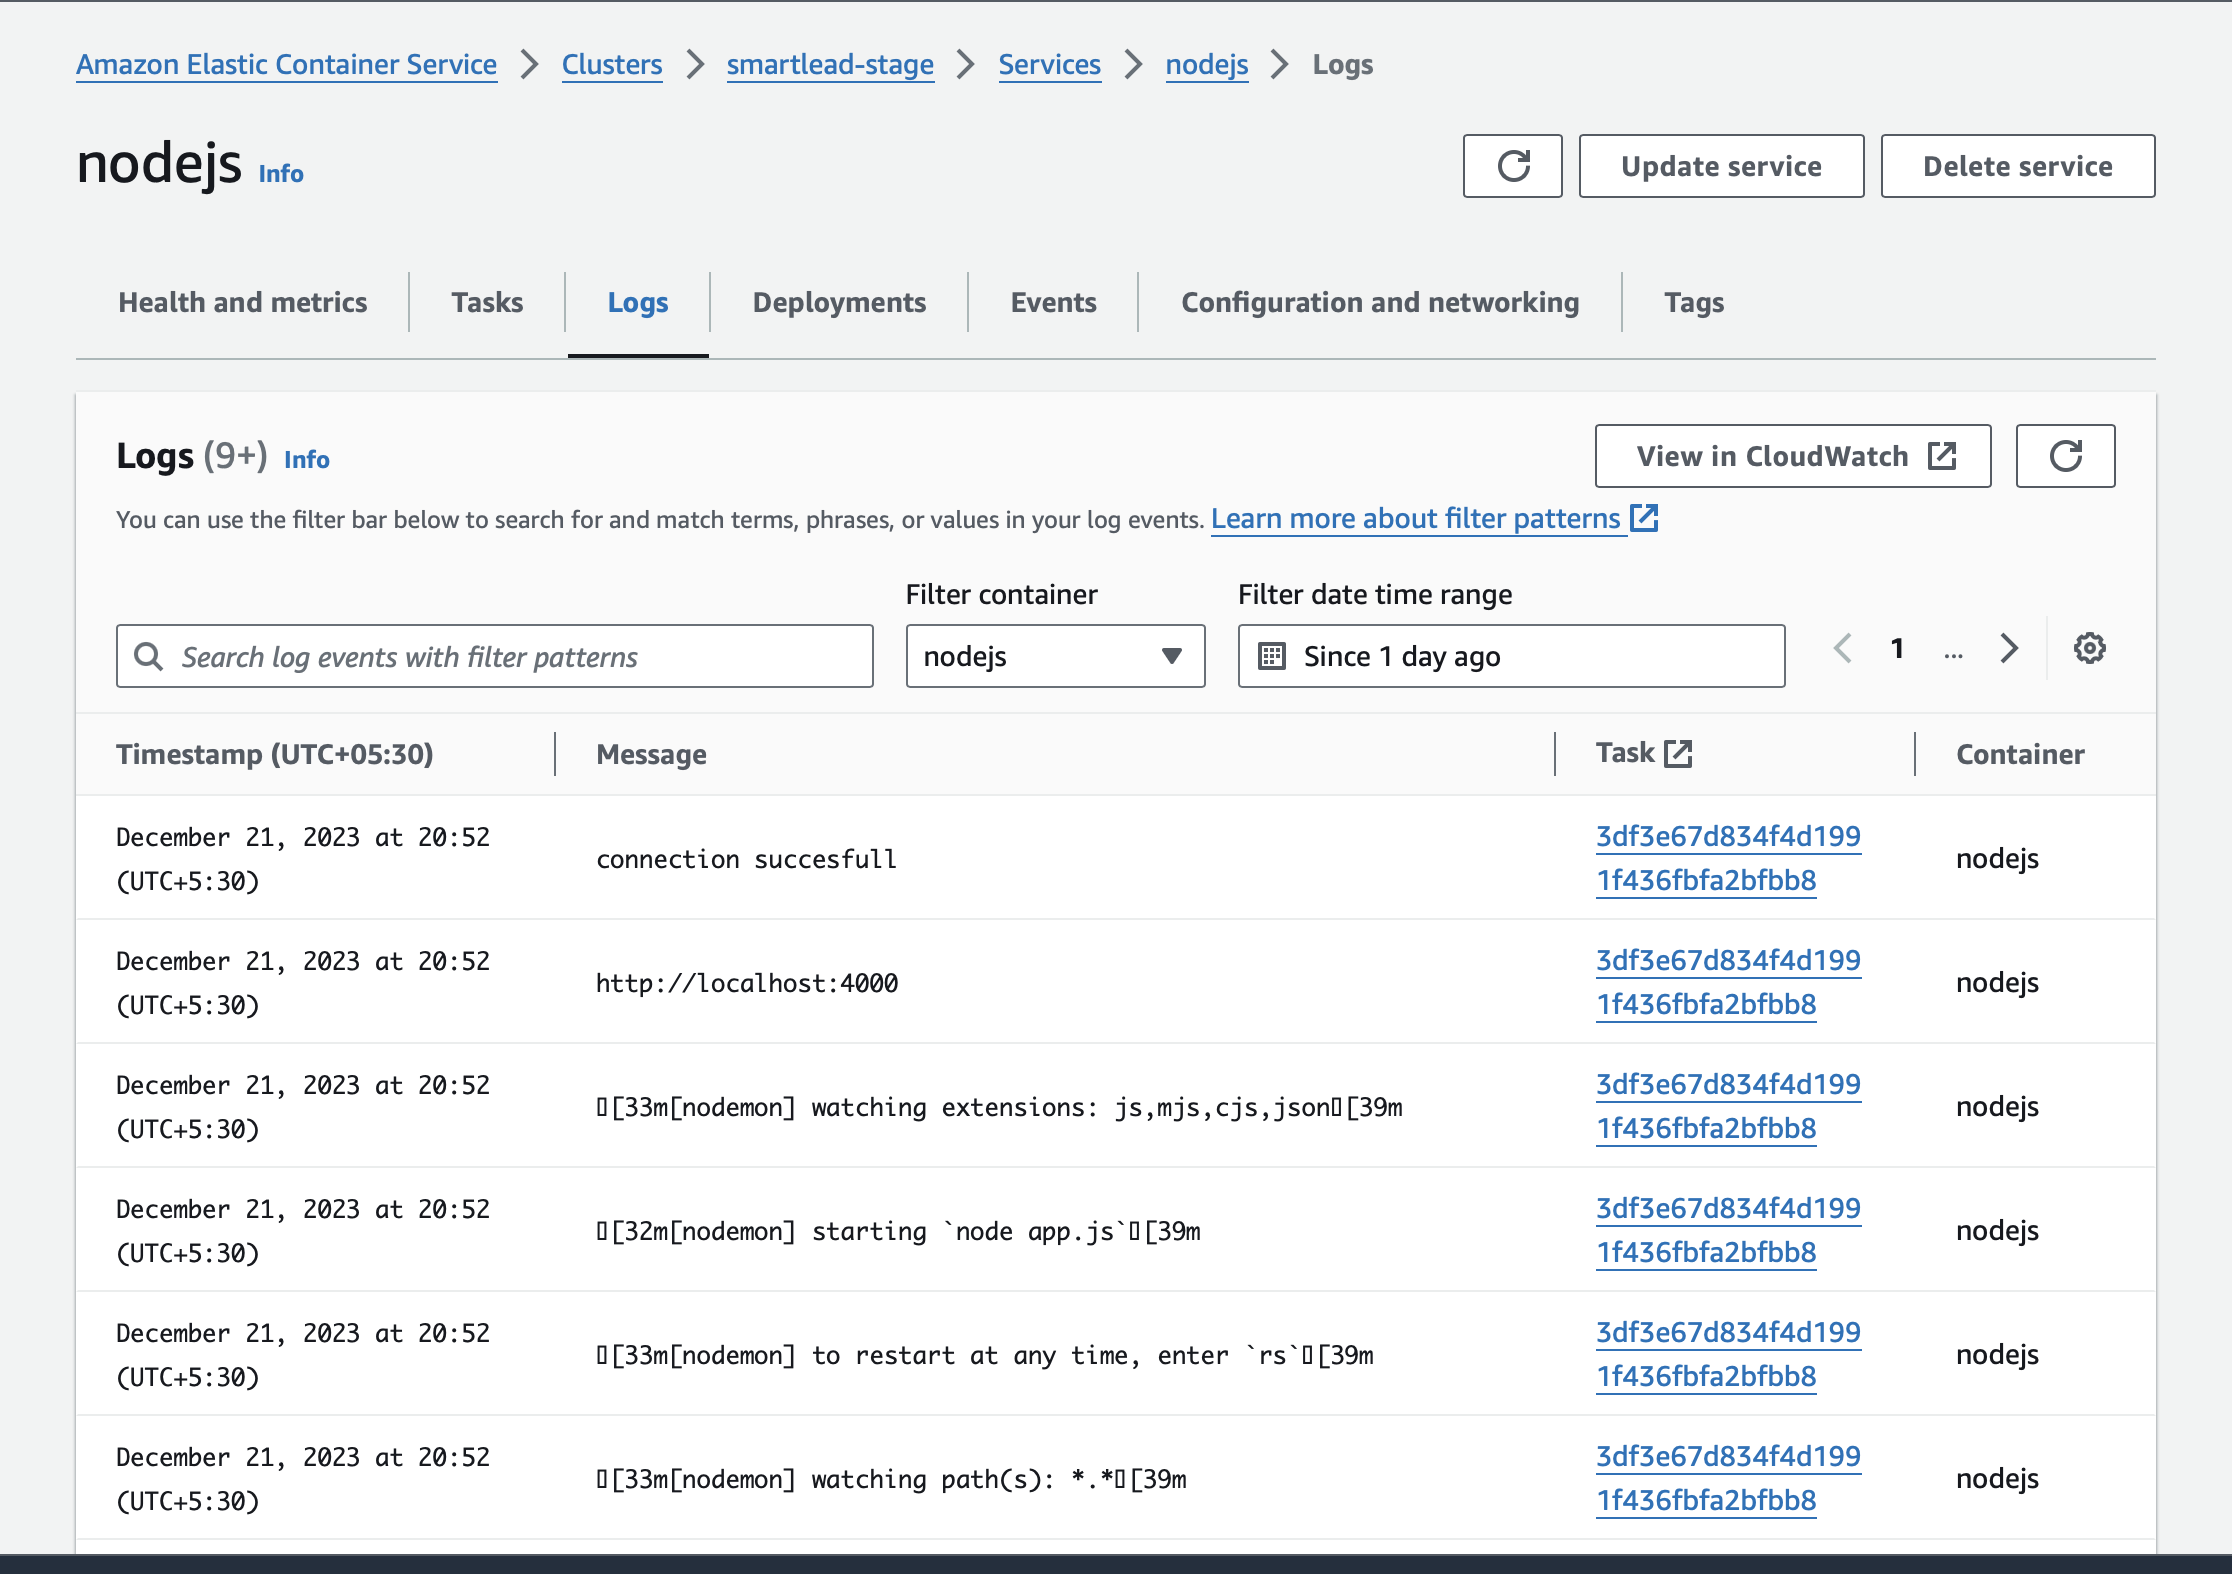 Amazon Elastic Container Service > Clusters > smartlead-stage > Services > nodejs > Logs
nodejs Info
Update service Delete service
Health and metrics Tasks Logs Deployments Events Configuration and networking Tags
Logs (9+) Info
View in CloudWatch
You can use the filter bar below to search for and match terms, phrases, or values in your log events. Learn more about filter patterns
Filter container Filter date time range
Search log events with filter patterns nodejs Since 1 day ago 1 ...
Timestamp (UTC+05:30) Message Task Container
December 21, 2023 at 20:52
(UTC+5:30)
connection succesfull
3df3e67d834f4d199
1f436fbfa2bfbb8
nodejs
December 21, 2023 at 20:52
(UTC+5:30)
http://localhost:4000
3df3e67d834f4d199
1f436fbfa2bfbb8
nodejs
December 21, 2023 at 20:52
(UTC+5:30)
▯[33m[nodemon] watching extensions: js,mjs,cjs,json▯[39m
3df3e67d834f4d199
1f436fbfa2bfbb8
nodejs
December 21, 2023 at 20:52
(UTC+5:30)
▯[32m[nodemon] starting `node app.js`▯[39m
3df3e67d834f4d199
1f436fbfa2bfbb8
nodejs
December 21, 2023 at 20:52
(UTC+5:30)
▯[33m[nodemon] to restart at any time, enter `rs`▯[39m
3df3e67d834f4d199
1f436fbfa2bfbb8
nodejs
December 21, 2023 at 20:52
(UTC+5:30)
▯[33m[nodemon] watching path(s): *.*▯[39m
3df3e67d834f4d199
1f436fbfa2bfbb8
nodejs